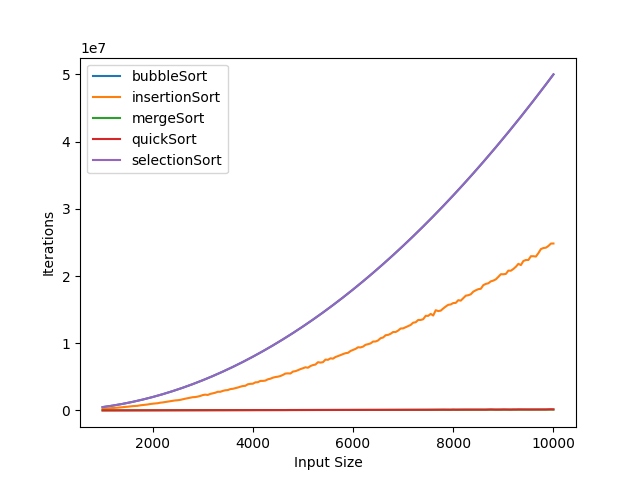 1e7
5
4
3
2
1
0
Iterations
bubbleSort
insertionSort
mergeSort
quickSort
selectionSort
2000 4000 6000 8000 10000
Input Size